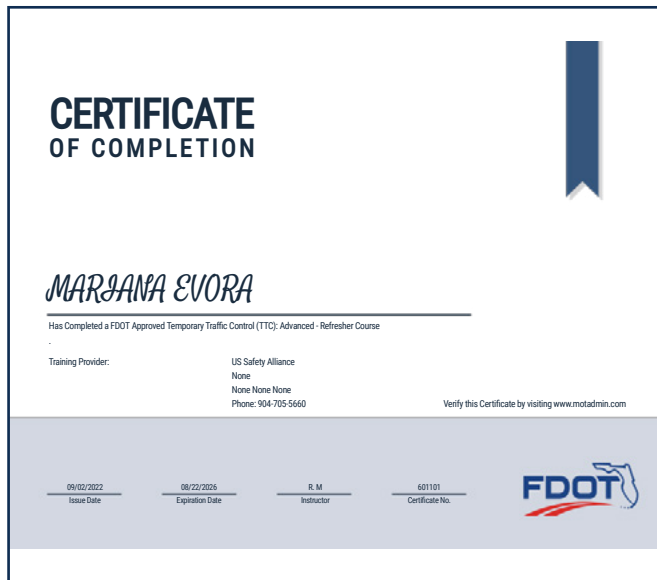 CERTIFICATE
OF COMPLETION
MARIANA EVORA
Has Completed a FDOT Approved Temporary Traffic Control (TTC): Advanced - Refresher Course
.
Training Provider: US Safety Alliance
None
None None None
Phone: 904-705-5660 Verify this Certificate by visiting www.motadmin.com
09/02/2022 08/22/2026 R. M 601101
Issue Date Expiration Date Instructor Certificate No.
FDOT